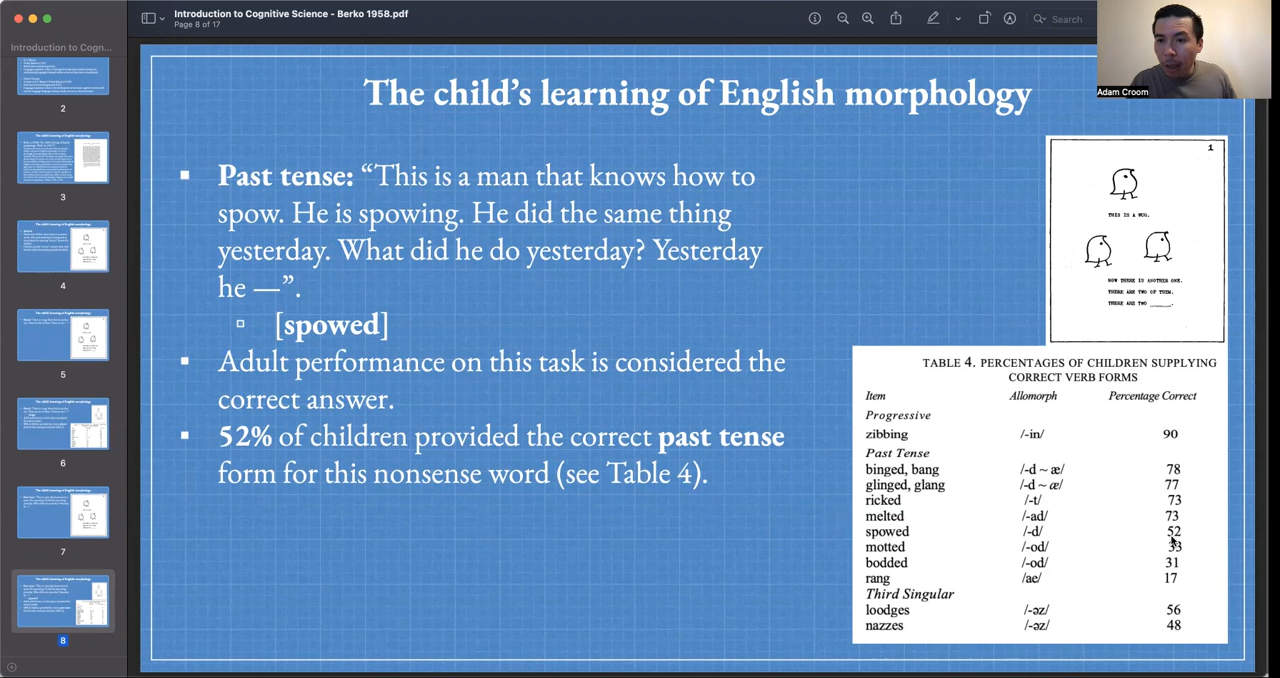 Introduction to Cognitive Science - Berko 1958.pdf
Page 8 of 17
Search
Introduction to Cogn...
2
3
4
5
6
7
8
Adam Croom
The child's learning of English morphology
Past tense: “This is a man that knows how to
spow. He is spowing. He did the same thing
yesterday. What did he do yesterday? Yesterday
he —”.
[spowed]
Adult performance on this task is considered the
correct answer.
52% of children provided the correct past tense
form for this nonsense word (see Table 4).
1
THIS IS A WUG.
NOW THERE IS ANOTHER ONE.
THERE ARE TWO OF THEM.
THERE ARE TWO ______.
TABLE 4. PERCENTAGES OF CHILDREN SUPPLYING
CORRECT VERB FORMS
Item Allomorph Percentage Correct
Progressive
zibbing /-in/ 90
Past Tense
binged, bang /-d ~ æ/ 78
glinged, glang /-d ~ æ/ 77
ricked /-t/ 73
melted /-ad/ 73
spowed /-d/ 52
motted /-od/ 33
bodded /-od/ 31
rang /ae/ 17
Third Singular
loodges /-əz/ 56
nazzes /-əz/ 48